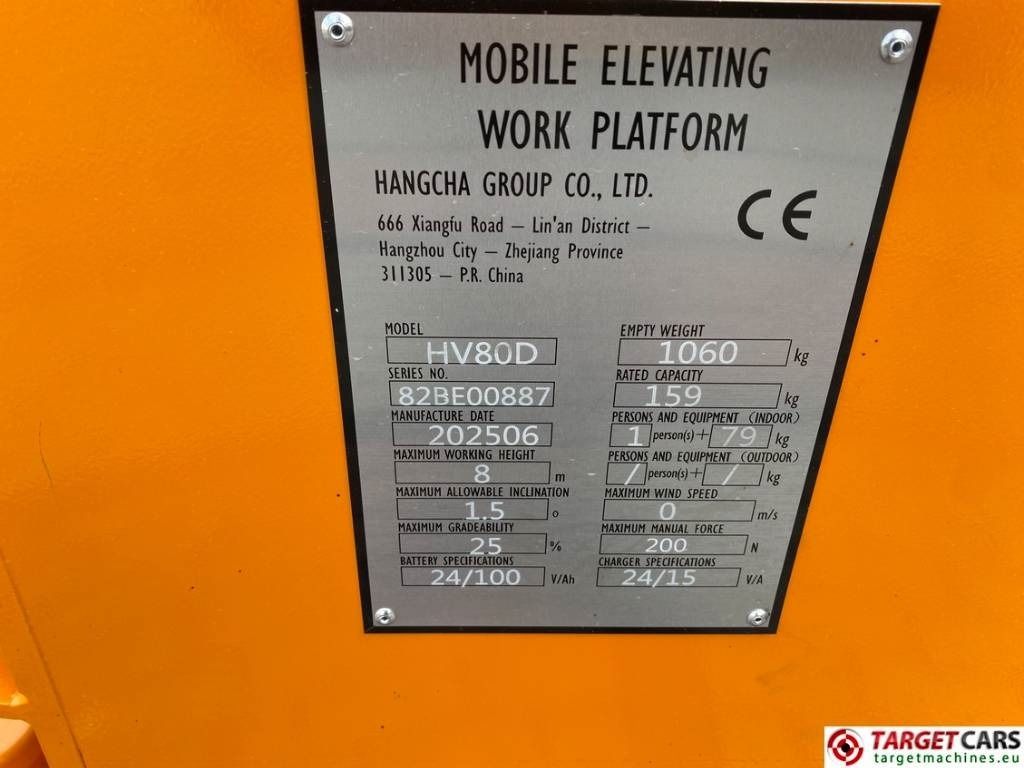 MOBILE ELEVATING
WORK PLATFORM
HANGCHA GROUP CO., LTD.
666 Xiangfu Road – Lin'an District –
Hangzhou City – Zhejiang Province
311305 – P.R. China
CE
MODEL
HV80D
SERIES NO.
82BE00887
MANUFACTURE DATE
202506
MAXIMUM WORKING HEIGHT
8 m
MAXIMUM ALLOWABLE INCLINATION
1.5 °
MAXIMUM GRADEABILITY
25 %
BATTERY SPECIFICATIONS
24/100 V/Ah
EMPTY WEIGHT
1060 kg
RATED CAPACITY
159 kg
PERSONS AND EQUIPMENT (INDOOR)
1 person(s)+ 79 kg
PERSONS AND EQUIPMENT (OUTDOOR)
/ person(s)+ / kg
MAXIMUM WIND SPEED
0 m/s
MAXIMUM MANUAL FORCE
200 N
CHARGER SPECIFICATIONS
24/15 V/A
TARGETCARS
targetmachines.eu